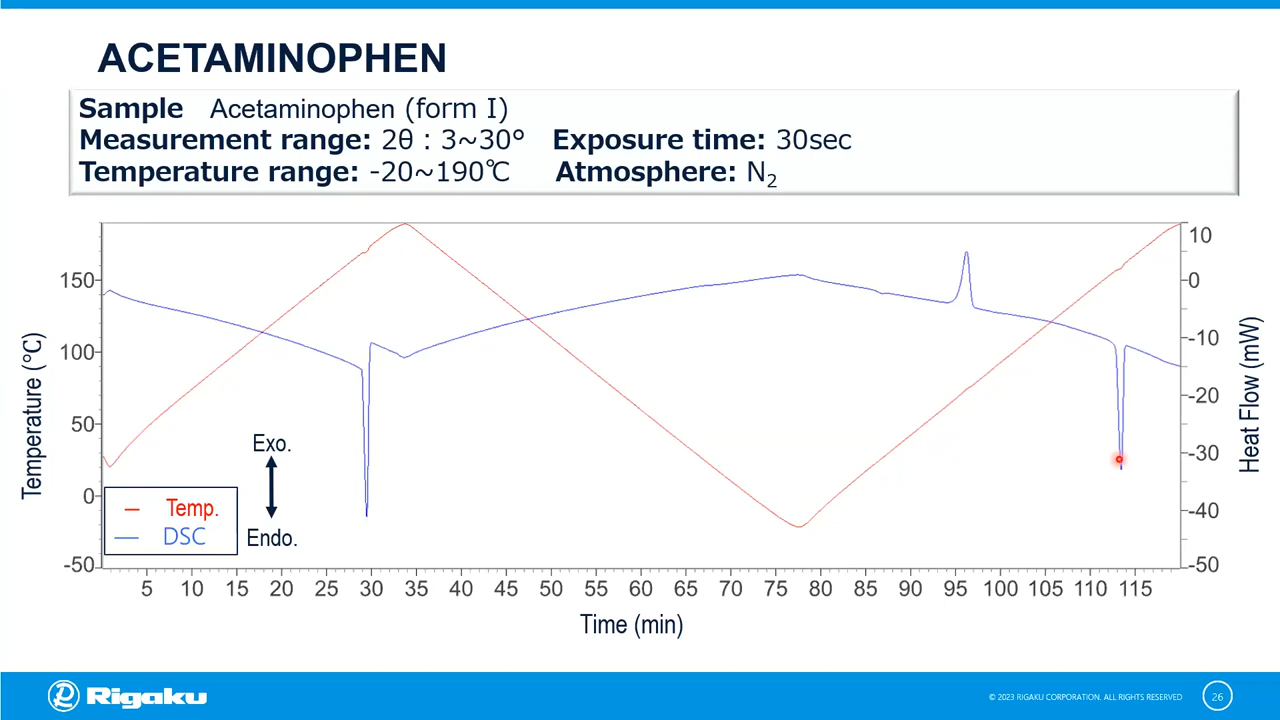 ACETAMINOPHEN
Sample Acetaminophen (form I)
Measurement range: 2θ : 3~30° Exposure time: 30sec
Temperature range: -20~190℃ Atmosphere: N₂
Temperature (°C)
150
100
50
0
-50
Exo.
Endo.
Temp.
DSC
10
0
-10
-20
-30
-40
-50
Heat Flow (mW)
5 10 15 20 25 30 35 40 45 50 55 60 65 70 75 80 85 90 95 100 105 110 115
Time (min)
Rigaku
© 2023 RIGAKU CORPORATION. ALL RIGHTS RESERVED
26